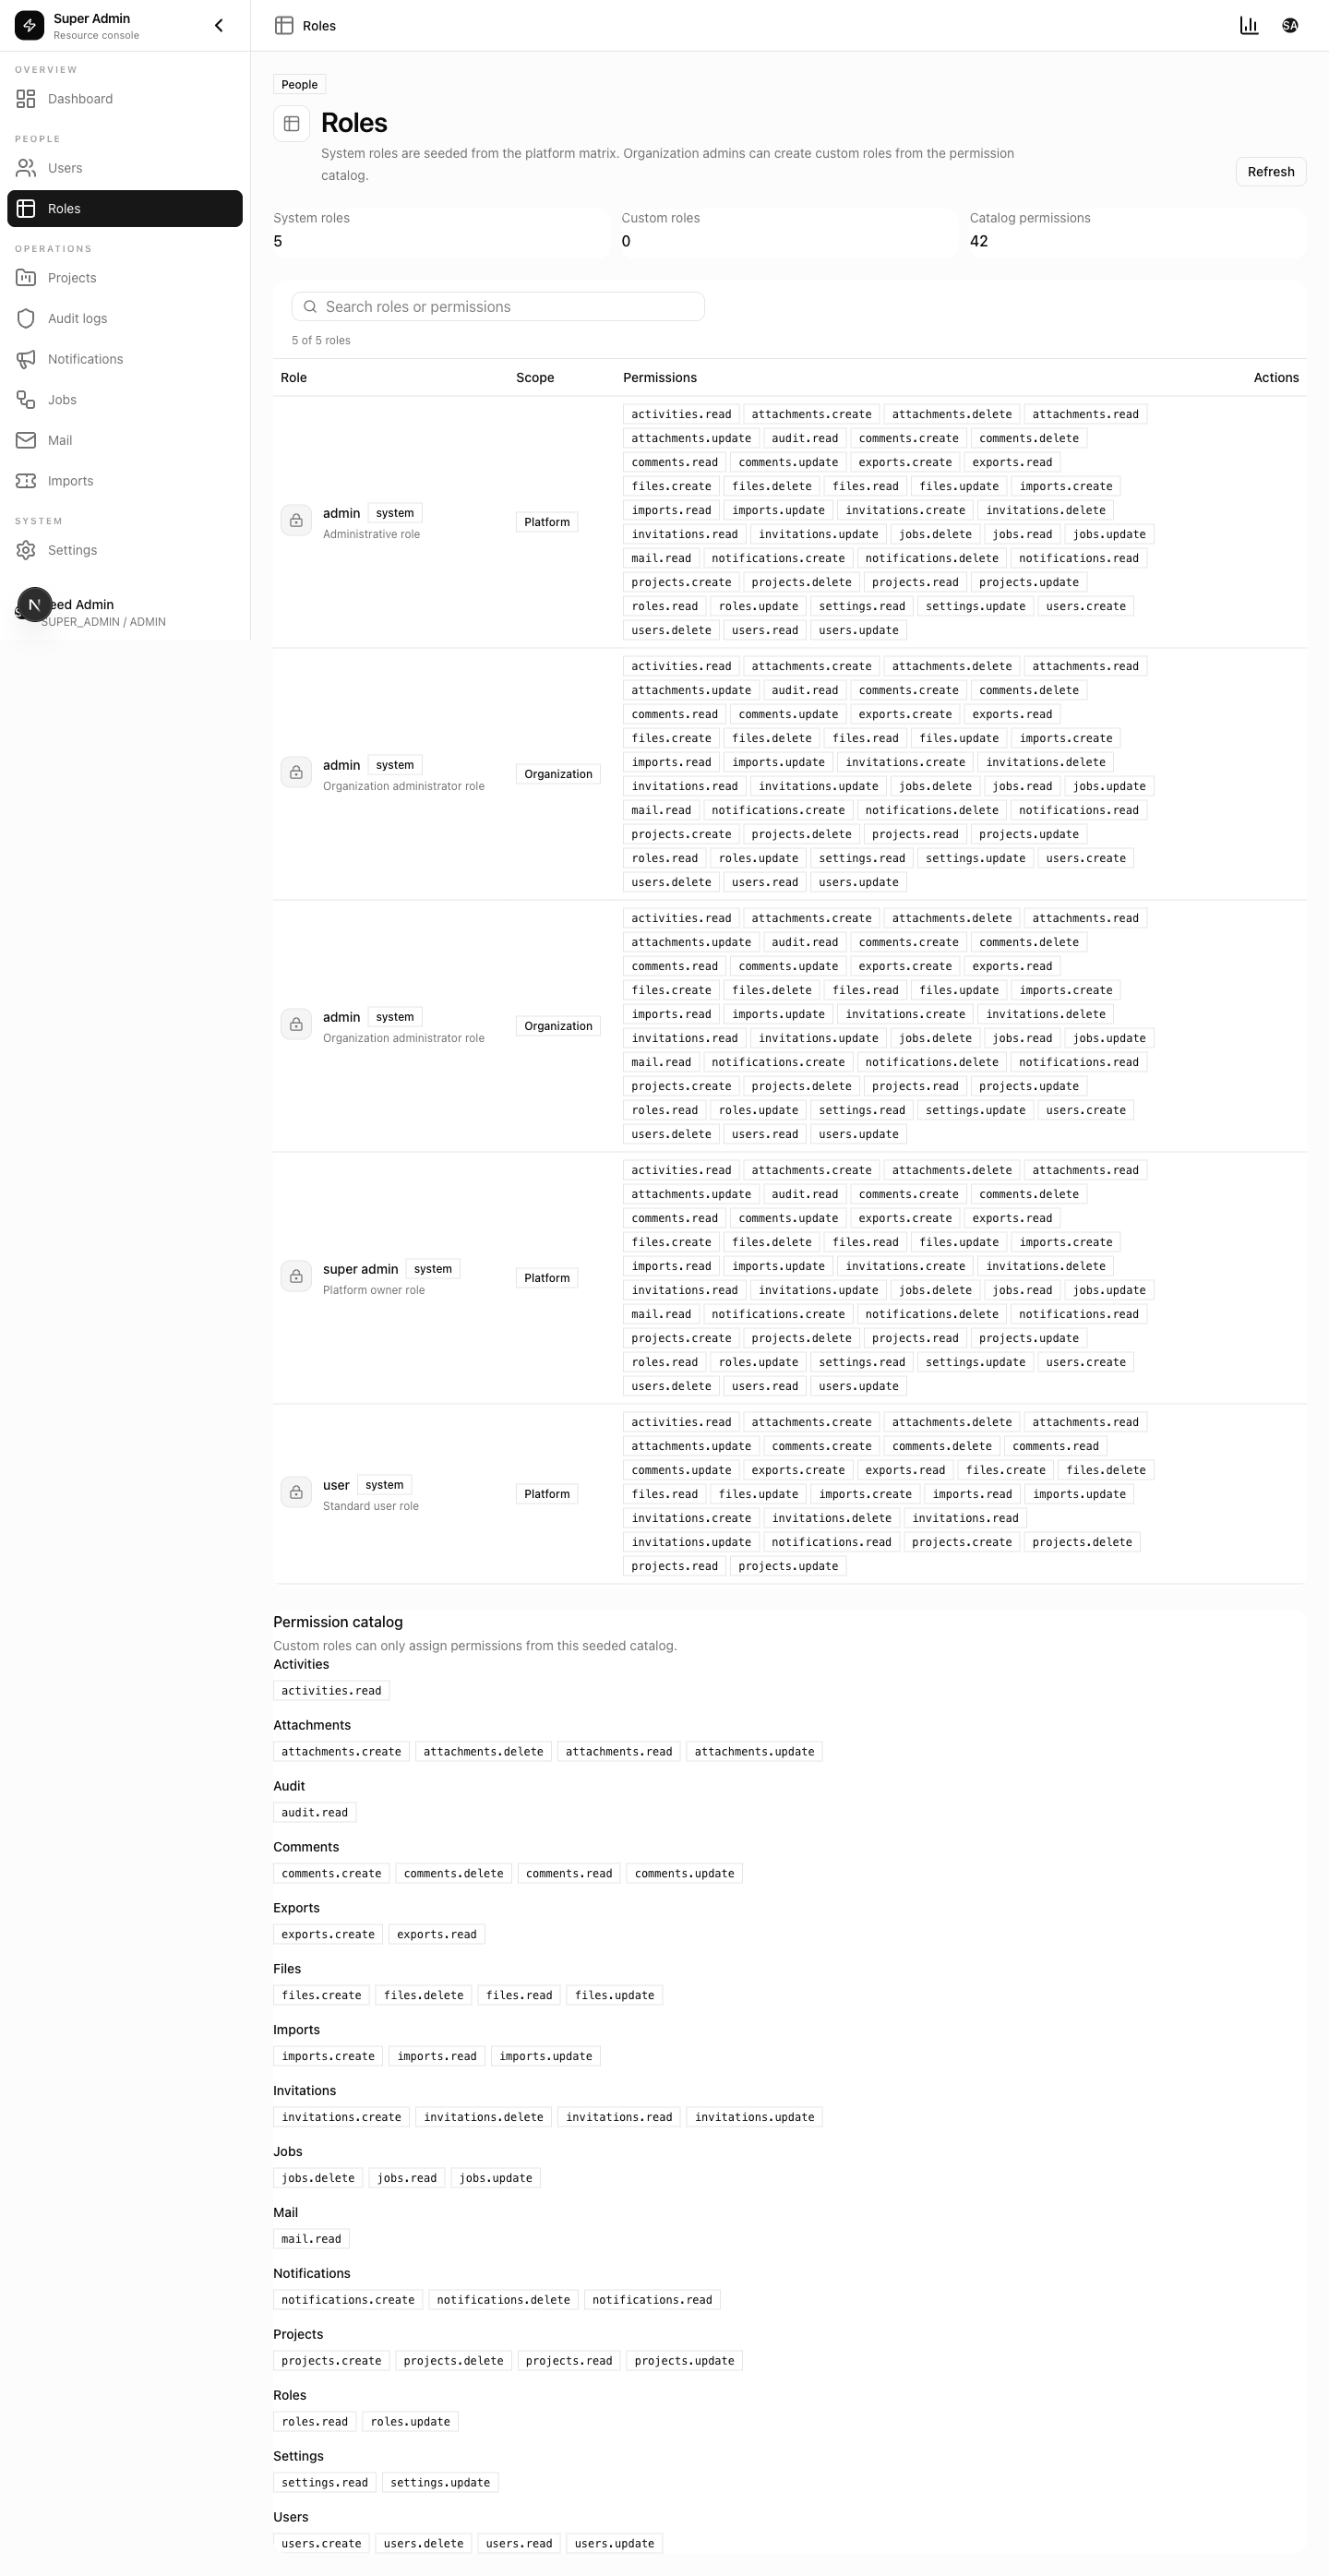 Super Admin
Resource console
Roles
SA
OVERVIEW
Dashboard
PEOPLE
Users
Roles
OPERATIONS
Projects
Audit logs
Notifications
Jobs
Mail
Imports
SYSTEM
Settings
N
eed Admin
SUPER_ADMIN / ADMIN
People
Roles
System roles are seeded from the platform matrix. Organization admins can create custom roles from the permission
catalog.
Refresh
System roles
5
Custom roles
0
Catalog permissions
42
Search roles or permissions
5 of 5 roles
Role Scope Permissions Actions
admin system
Administrative role
Platform
activities.read attachments.create attachments.delete attachments.read
attachments.update audit.read comments.create comments.delete
comments.read comments.update exports.create exports.read
files.create files.delete files.read files.update imports.create
imports.read imports.update invitations.create invitations.delete
invitations.read invitations.update jobs.delete jobs.read jobs.update
mail.read notifications.create notifications.delete notifications.read
projects.create projects.delete projects.read projects.update
roles.read roles.update settings.read settings.update users.create
users.delete users.read users.update
admin system
Organization administrator role
Organization
activities.read attachments.create attachments.delete attachments.read
attachments.update audit.read comments.create comments.delete
comments.read comments.update exports.create exports.read
files.create files.delete files.read files.update imports.create
imports.read imports.update invitations.create invitations.delete
invitations.read invitations.update jobs.delete jobs.read jobs.update
mail.read notifications.create notifications.delete notifications.read
projects.create projects.delete projects.read projects.update
roles.read roles.update settings.read settings.update users.create
users.delete users.read users.update
admin system
Organization administrator role
Organization
activities.read attachments.create attachments.delete attachments.read
attachments.update audit.read comments.create comments.delete
comments.read comments.update exports.create exports.read
files.create files.delete files.read files.update imports.create
imports.read imports.update invitations.create invitations.delete
invitations.read invitations.update jobs.delete jobs.read jobs.update
mail.read notifications.create notifications.delete notifications.read
projects.create projects.delete projects.read projects.update
roles.read roles.update settings.read settings.update users.create
users.delete users.read users.update
super admin system
Platform owner role
Platform
activities.read attachments.create attachments.delete attachments.read
attachments.update audit.read comments.create comments.delete
comments.read comments.update exports.create exports.read
files.create files.delete files.read files.update imports.create
imports.read imports.update invitations.create invitations.delete
invitations.read invitations.update jobs.delete jobs.read jobs.update
mail.read notifications.create notifications.delete notifications.read
projects.create projects.delete projects.read projects.update
roles.read roles.update settings.read settings.update users.create
users.delete users.read users.update
user system
Standard user role
Platform
activities.read attachments.create attachments.delete attachments.read
attachments.update comments.create comments.delete comments.read
comments.update exports.create exports.read files.create files.delete
files.read files.update imports.create imports.read imports.update
invitations.create invitations.delete invitations.read
invitations.update notifications.read projects.create projects.delete
projects.read projects.update
Permission catalog
Custom roles can only assign permissions from this seeded catalog.
Activities
activities.read
Attachments
attachments.create attachments.delete attachments.read attachments.update
Audit
audit.read
Comments
comments.create comments.delete comments.read comments.update
Exports
exports.create exports.read
Files
files.create files.delete files.read files.update
Imports
imports.create imports.read imports.update
Invitations
invitations.create invitations.delete invitations.read invitations.update
Jobs
jobs.delete jobs.read jobs.update
Mail
mail.read
Notifications
notifications.create notifications.delete notifications.read
Projects
projects.create projects.delete projects.read projects.update
Roles
roles.read roles.update
Settings
settings.read settings.update
Users
users.create users.delete users.read users.update